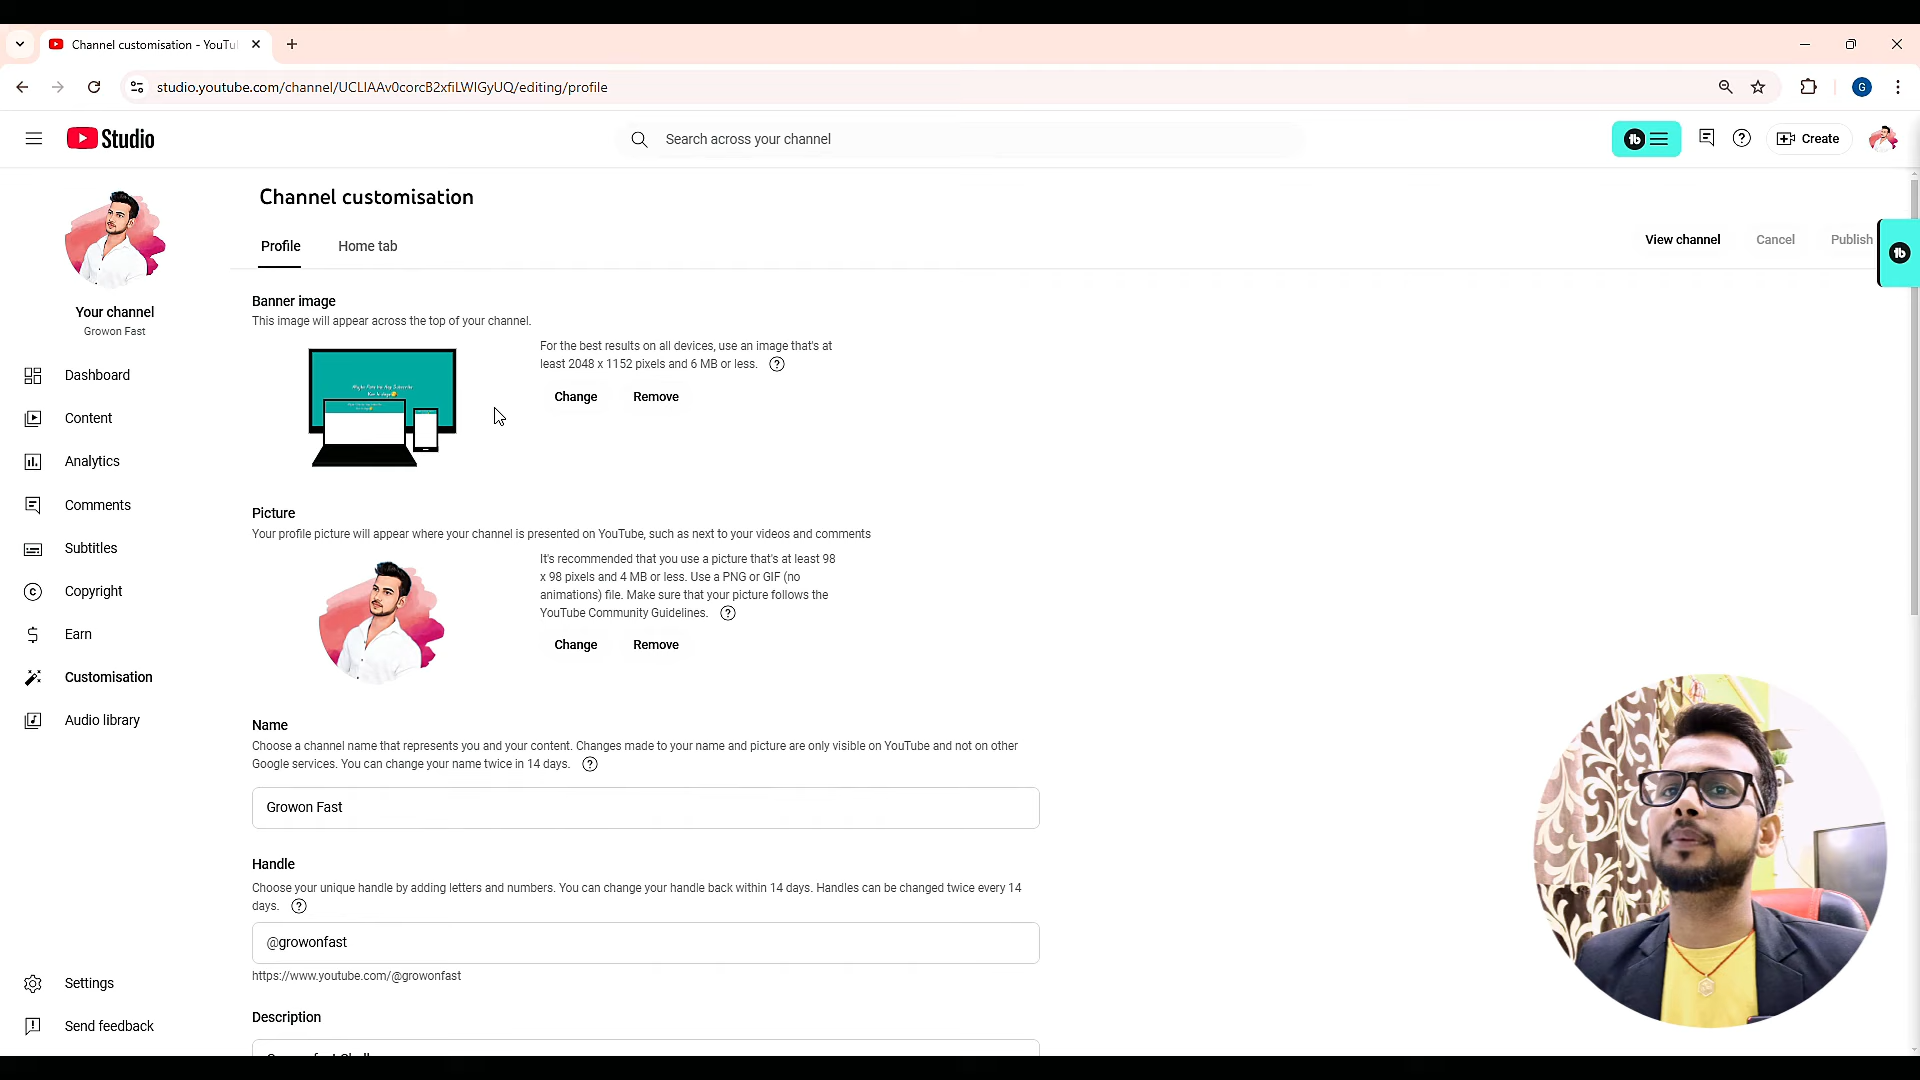 Channel customisation - YouTu
studio.youtube.com/channel/UCLIAAv0corcB2xfiLWIGyUQ/editing/profile
G
Studio
Search across your channel
Create
Channel customisation
Profile
Home tab
View channel
Cancel
Publish
Your channel
Growon Fast
Dashboard
Content
Analytics
Comments
Subtitles
Copyright
Earn
Customisation
Audio library
Settings
Send feedback
Banner image
This image will appear across the top of your channel.
For the best results on all devices, use an image that's at
least 2048 x 1152 pixels and 6 MB or less.
Change
Remove
Picture
Your profile picture will appear where your channel is presented on YouTube, such as next to your videos and comments
It's recommended that you use a picture that's at least 98
x 98 pixels and 4 MB or less. Use a PNG or GIF (no
animations) file. Make sure that your picture follows the
YouTube Community Guidelines.
Change
Remove
Name
Choose a channel name that represents you and your content. Changes made to your name and picture are only visible on YouTube and not on other
Google services. You can change your name twice in 14 days.
Growon Fast
Handle
Choose your unique handle by adding letters and numbers. You can change your handle back within 14 days. Handles can be changed twice every 14
days.
@growonfast
https://www.youtube.com/@growonfast
Description